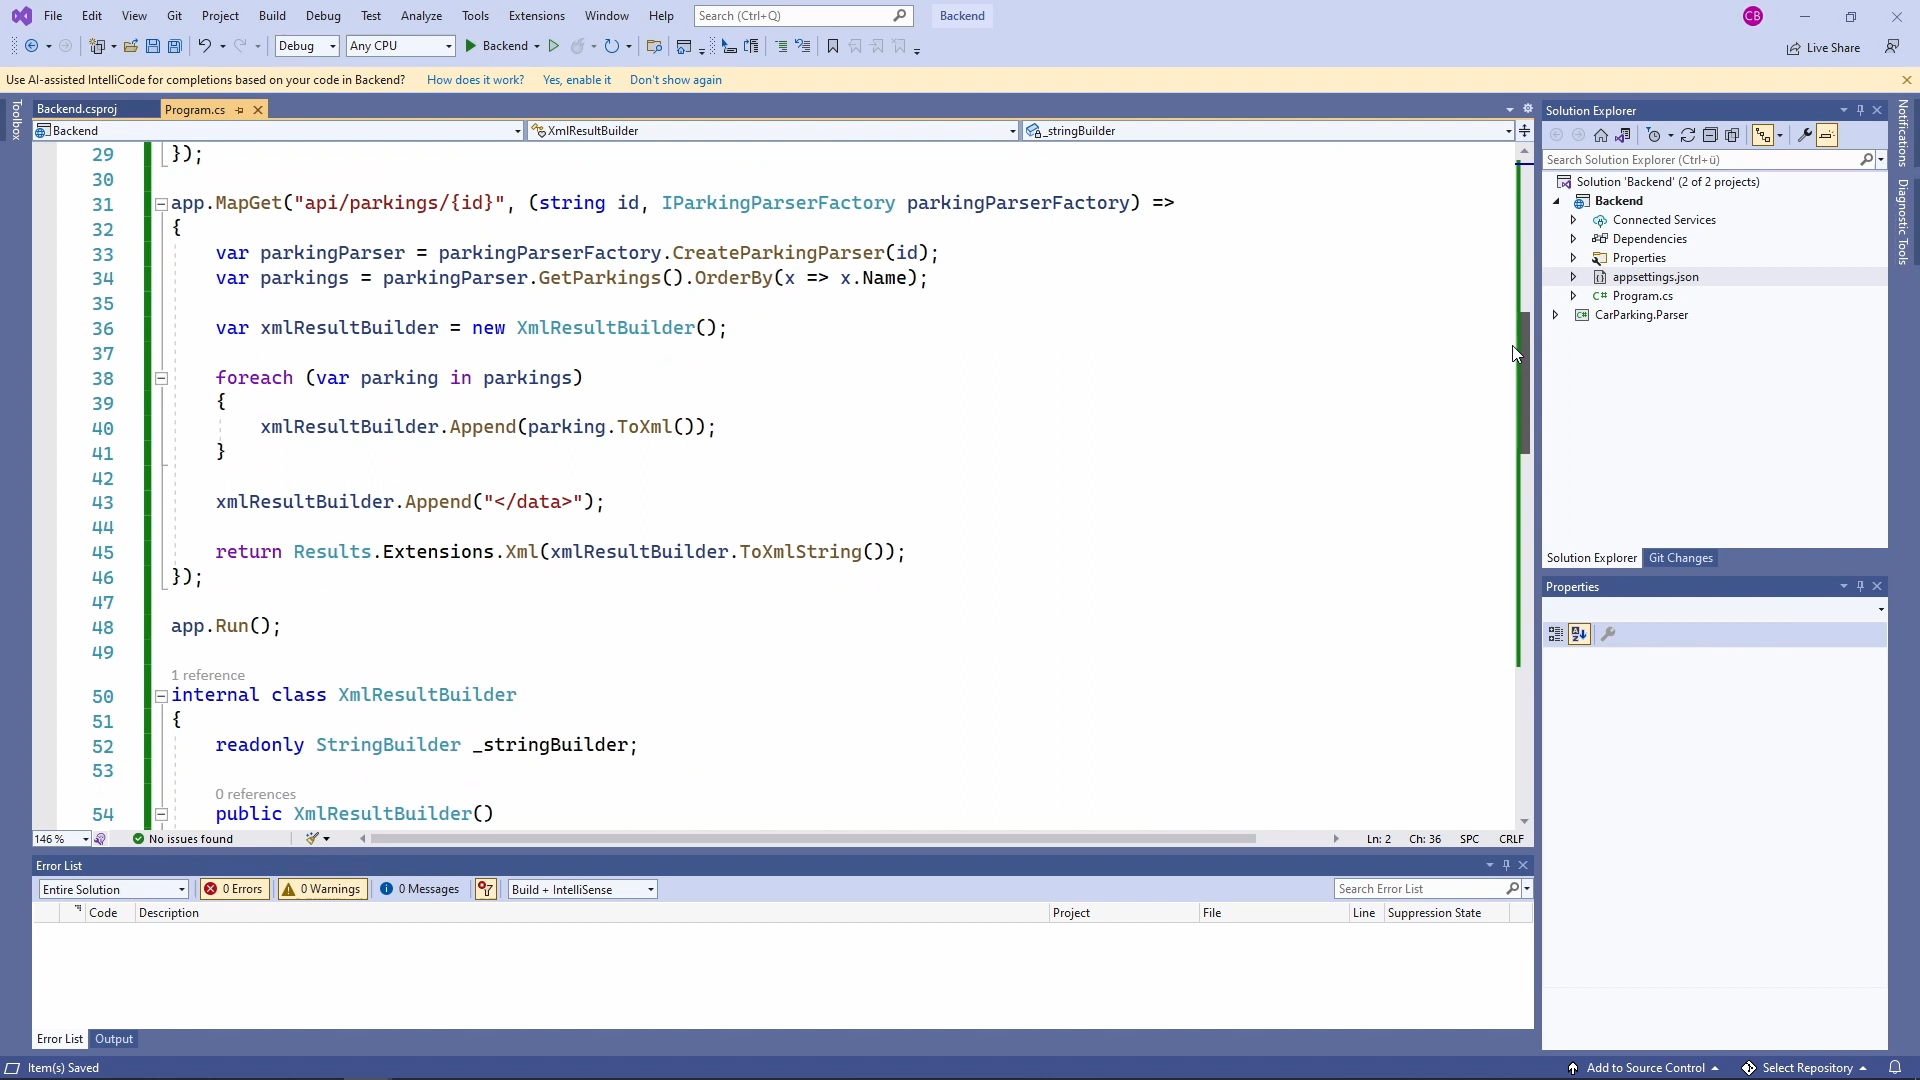 File Edit View Git Project Build Debug Test Analyze Tools Extensions Window Help Search (Ctrl+Q) Backend CB
Debug Any CPU Backend Live Share
Use AI-assisted IntelliCode for completions based on your code in Backend? How does it work? Yes, enable it Don't show again
Toolbox
Backend.csproj Program.cs
Backend XmlResultBuilder _stringBuilder
29 });
30
31 app.MapGet("api/parkings/{id}", (string id, IParkingParserFactory parkingParserFactory) =>
32 {
33 var parkingParser = parkingParserFactory.CreateParkingParser(id);
34 var parkings = parkingParser.GetParkings().OrderBy(x => x.Name);
35
36 var xmlResultBuilder = new XmlResultBuilder();
37
38 foreach (var parking in parkings)
39 {
40 xmlResultBuilder.Append(parking.ToXml());
41 }
42
43 xmlResultBuilder.Append("</data>");
44
45 return Results.Extensions.Xml(xmlResultBuilder.ToXmlString());
46 });
47
48 app.Run();
49
1 reference
50 internal class XmlResultBuilder
51 {
52 readonly StringBuilder _stringBuilder;
53
0 references
54 public XmlResultBuilder()
146 % No issues found Ln: 2 Ch: 36 SPC CRLF
Error List
Entire Solution 0 Errors 0 Warnings 0 Messages Build + IntelliSense Search Error List
Code Description Project File Line Suppression State
Error List Output
Solution Explorer
Search Solution Explorer (Ctrl+ü)
Solution 'Backend' (2 of 2 projects)
Backend
Connected Services
Dependencies
Properties
appsettings.json
C# Program.cs
C# CarParking.Parser
Solution Explorer Git Changes
Properties
Notifications
Diagnostic Tools
Item(s) Saved Add to Source Control Select Repository